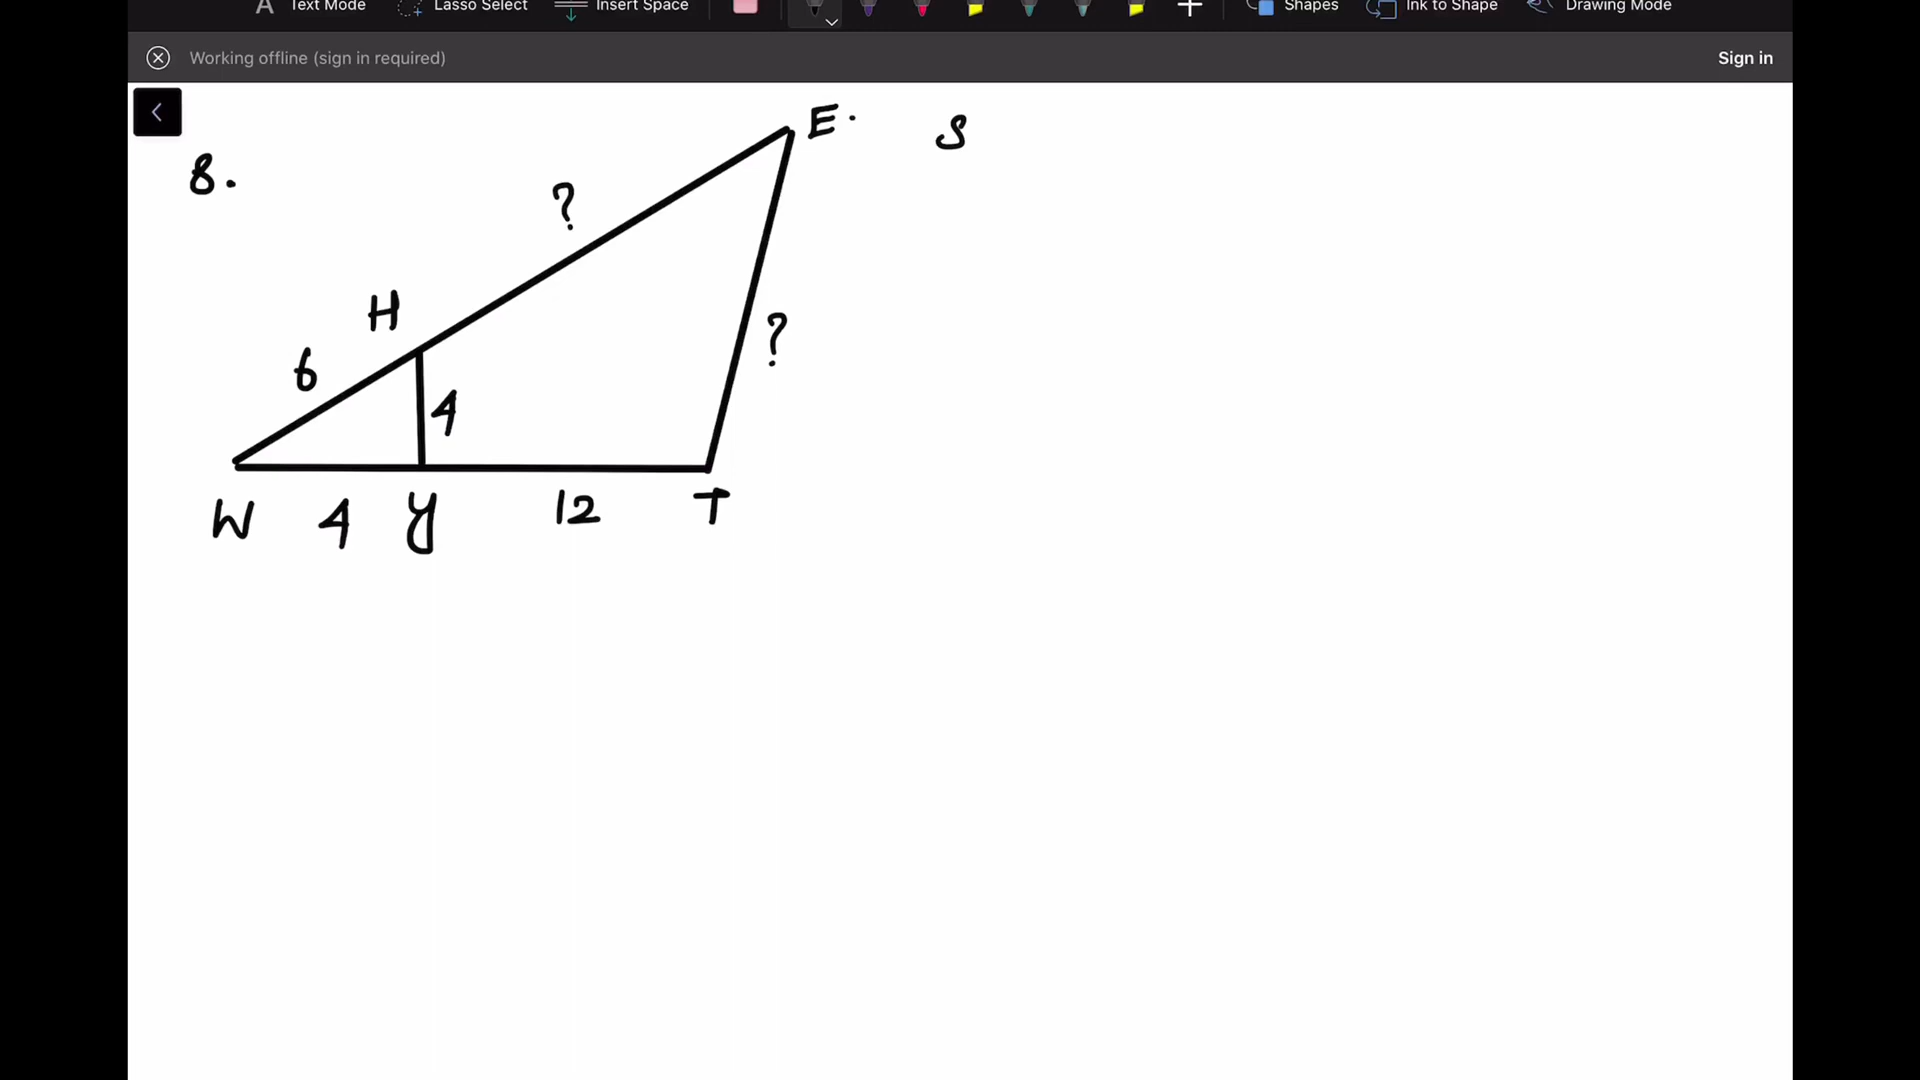 A Text Mode Lasso Select Insert Space Shapes Ink to Shape Drawing Mode
Working offline (sign in required) Sign in
E. S
8.
?
H
?
6
4
W 4 Y 12 T